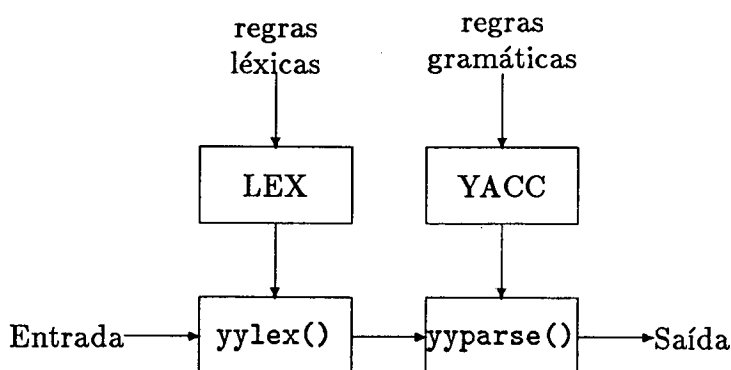 regras
léxicas
regras
gramáticas
LEX
YACC
Entrada
yylex()
yyparse()
Saída